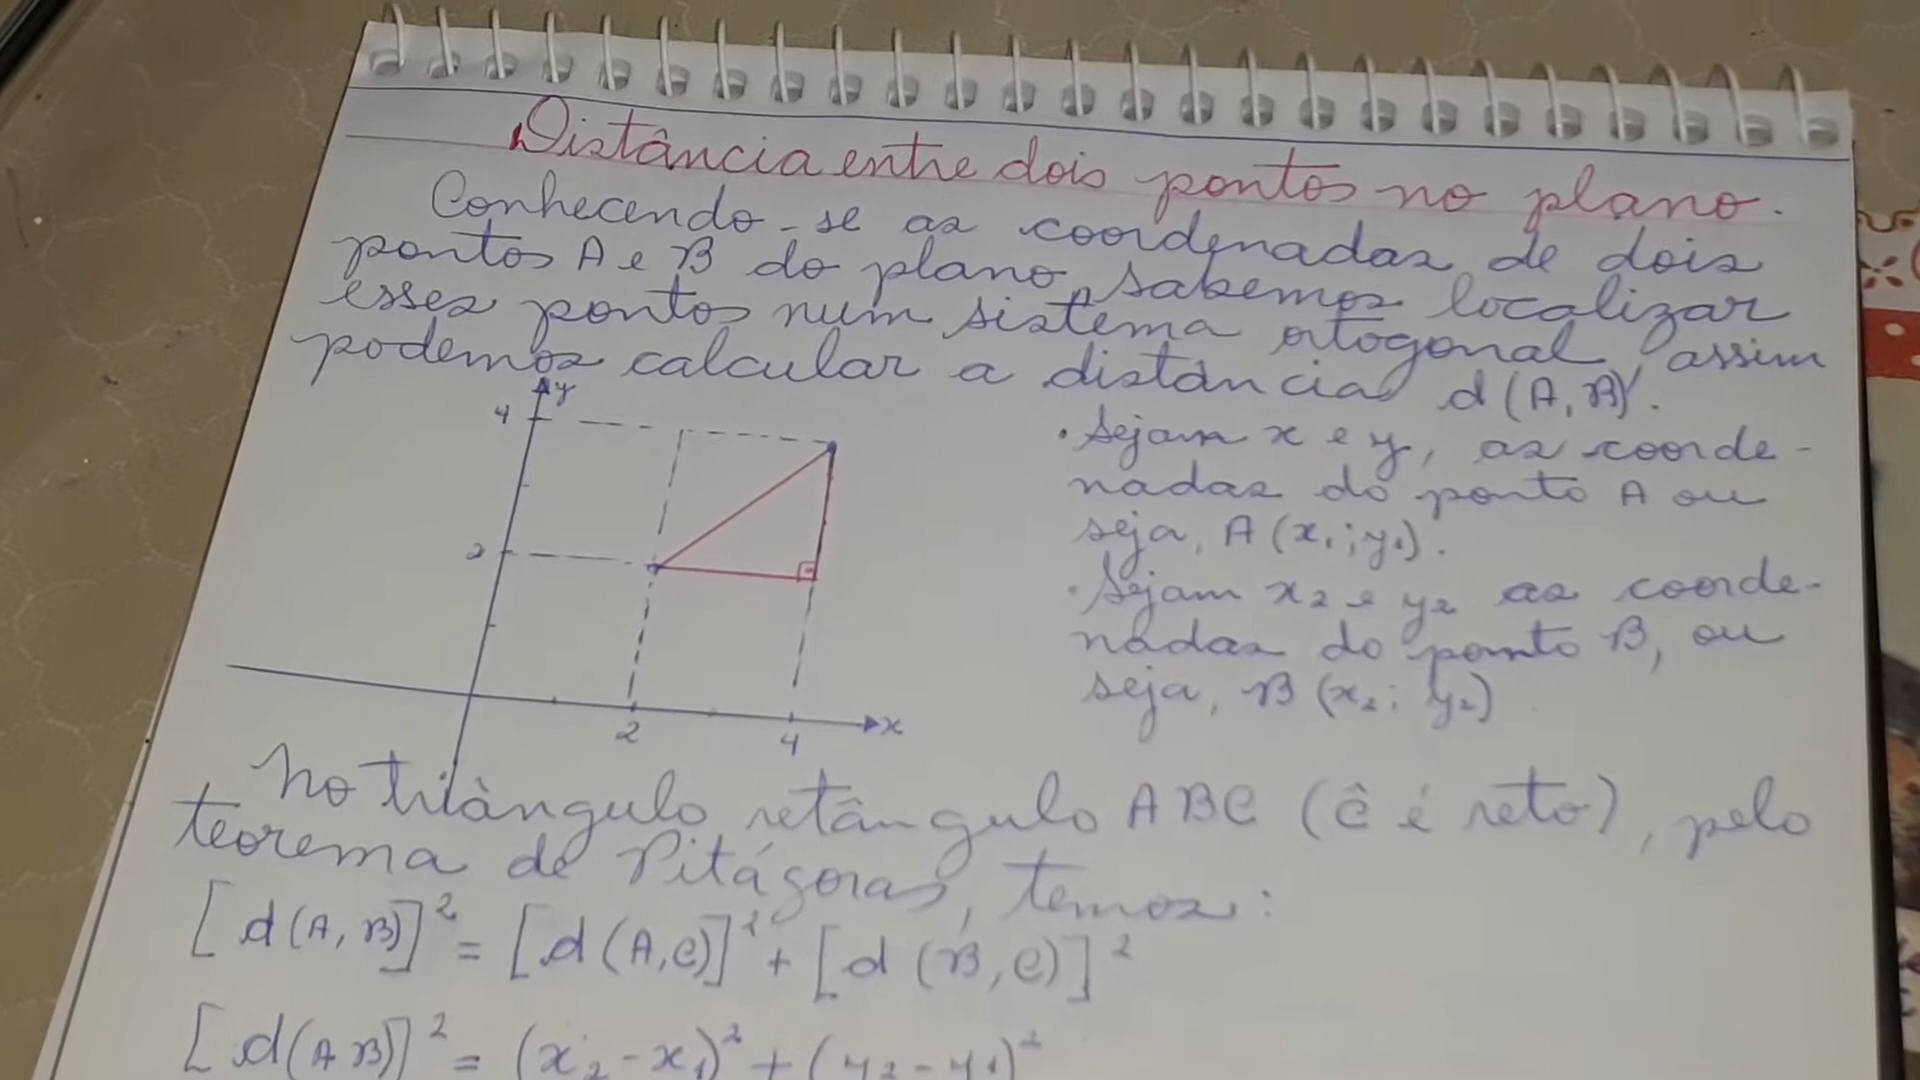 Distância entre dois pontos no plano.
Conhecendo-se as coordenadas de dois
pontos A e B do plano, sabemos localizar
esses pontos num sistema ortogonal, assim
podemos calcular a distância d(A,B).
y
4
2
2
4
x
• Sejam x e y, as coorde-
nadas do ponto A ou
seja, A (x₁; y₁).
• Sejam x₂ e y₂ as coorde-
nadas do ponto B, ou
seja, B (x₂; y₂)
No triângulo retângulo ABC (Ĉ é reto), pelo
teorema de Pitágoras, temos:
[d(A,B)]² = [d(A,C)]² + [d(B,C)]²
[d(AB)]² = (x₂-x₁)² + (y₂-y₁)²